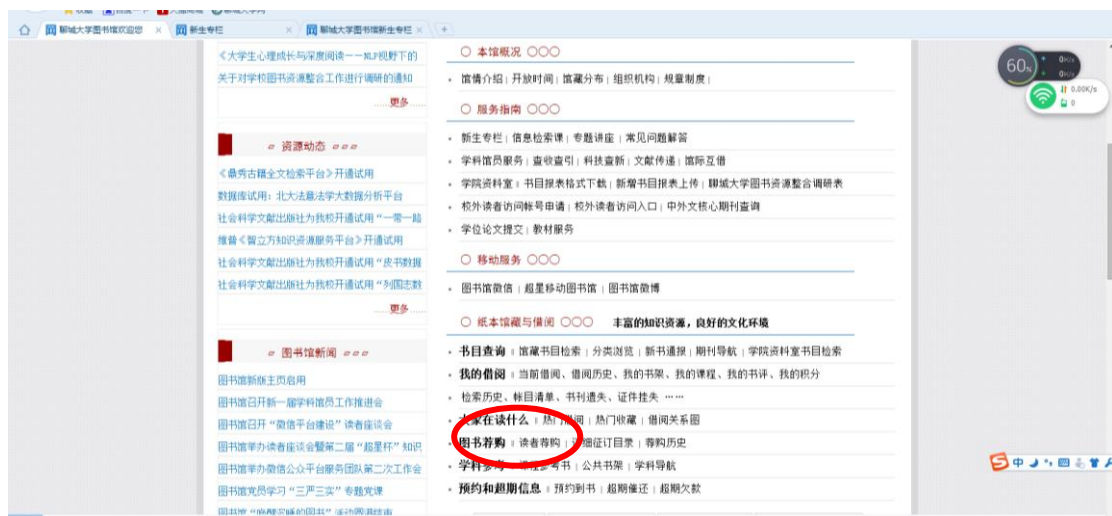 聊城大学图书馆欢迎您
新生专栏
聊城大学图书馆新生专栏
《大学生心理成长与深度阅读——NLP视野下的
关于对学校图书资源整合工作进行调研的通知
......更多......
资源动态
《鼎秀古籍全文检索平台》开通试用
数据库试用：北大法意法学大数据分析平台
社会科学文献出版社为我校开通试用“一带一路
维普《智立方知识资源服务平台》开通试用
社会科学文献出版社为我校开通试用“皮书数据
社会科学文献出版社为我校开通试用“列国志数
......更多......
图书馆新闻
图书馆新版主页启用
图书馆召开新一届学科馆员工作推进会
图书馆召开“微信平台建设”读者座谈会
图书馆举办读者座谈会暨第二届“超星杯”知识
图书馆举办微信公众平台服务团队第二次工作会
图书馆党员学习“三严三实”专题党课
〇 本馆概况 〇〇〇
馆情介绍 | 开放时间 | 馆藏分布 | 组织机构 | 规章制度 |
〇 服务指南 〇〇〇
新生专栏 | 信息检索课 | 专题讲座 | 常见问题解答
学科馆员服务 | 查收查引 | 科技查新 | 文献传递 | 馆际互借
学院资料室 | 书目报表格式下载 | 新增书目报表上传 | 聊城大学图书资源整合调研表
校外读者访问帐号申请 | 校外读者访问入口 | 中外文核心期刊查询
学位论文提交 | 教材服务
〇 移动服务 〇〇〇
图书馆微信 | 超星移动图书馆 | 图书馆微博
〇 纸本馆藏与借阅 〇〇〇 丰富的知识资源，良好的文化环境
书目查询 | 馆藏书目检索 | 分类浏览 | 新书通报 | 期刊导航 | 学院资料室书目检索
我的借阅 | 当前借阅、借阅历史、我的书架、我的课程、我的书评、我的积分
检索历史、帐目清单、书刊遗失、证件挂失 ……
大家在读什么 | 热门借阅 | 热门收藏 | 借阅关系图
图书荐购 | 读者荐购 | 详细征订目录 | 荐购历史
学科参考 | 课程参考书 | 公共书架 | 学科导航
预约和超期信息 | 预约到书 | 超期催还 | 超期欠款
60%
0K/s
0K/s
0.00K/s
0
中